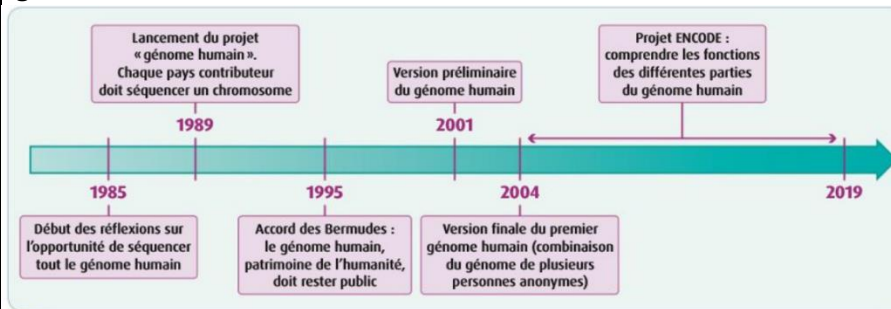 Lancement du projet
« génome humain ».
Chaque pays contributeur
doit séquencer un chromosome
1989
Version préliminaire
du génome humain
2001
Projet ENCODE :
comprendre les fonctions
des différentes parties
du génome humain
1985
Début des réflexions sur
l'opportunité de séquencer
tout le génome humain
1995
Accord des Bermudes :
le génome humain,
patrimoine de l'humanité,
doit rester public
2004
Version finale du premier
génome humain (combinaison
du génome de plusieurs
personnes anonymes)
2019